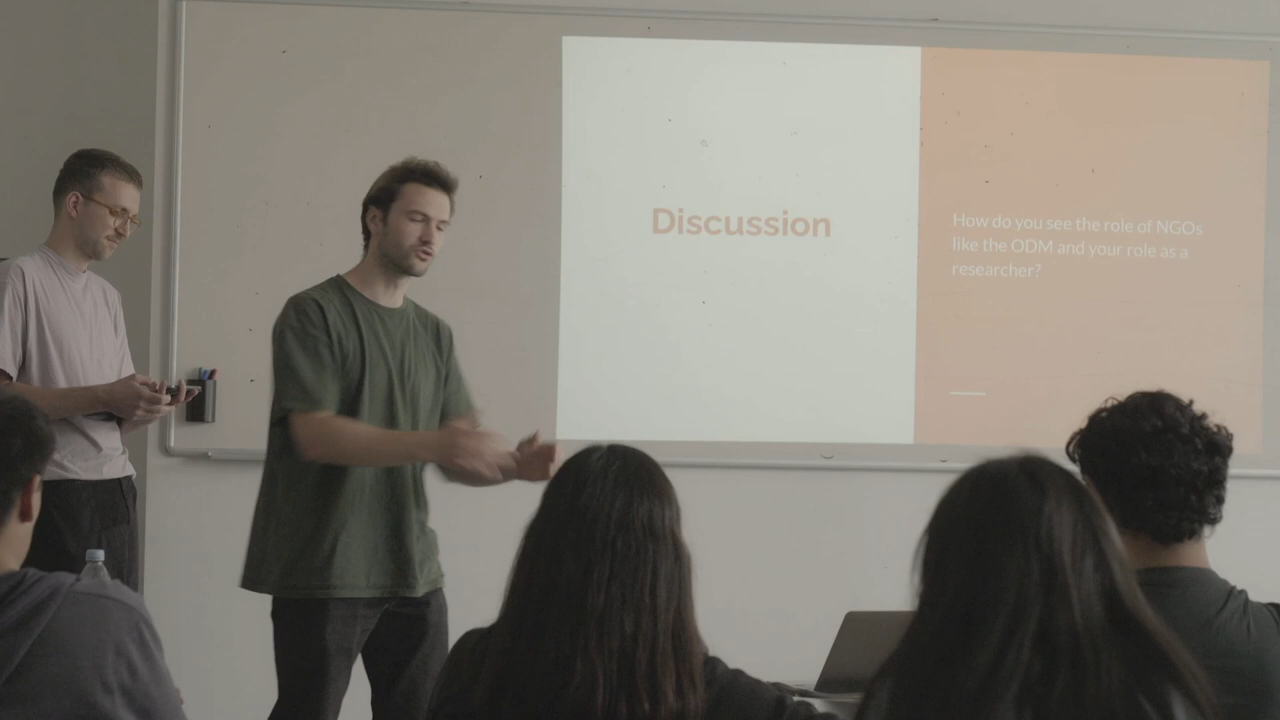 Discussion
How do you see the role of NGOs
like the ODM and your role as a
researcher?